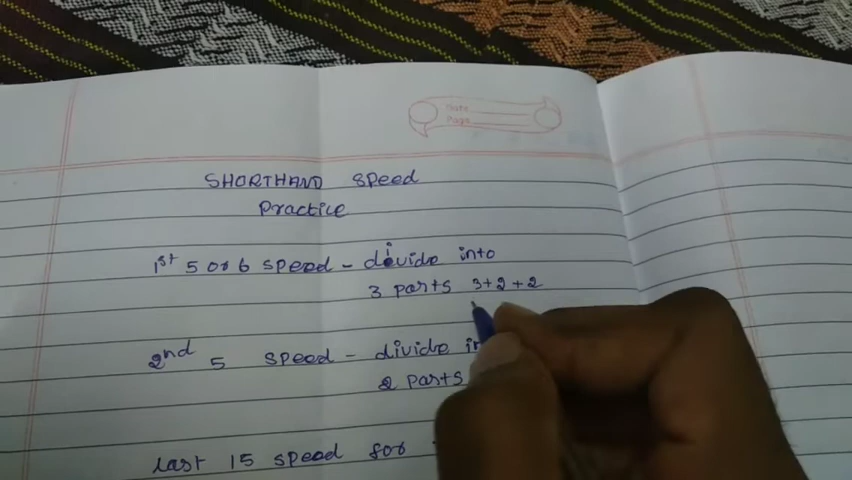 Date
Page
SHORTHAND Speed
Practice
1st 5 or 6 speed - divide into
3 parts 3+2+2
2nd 5 speed - divide
2 parts
Last 15 speed for